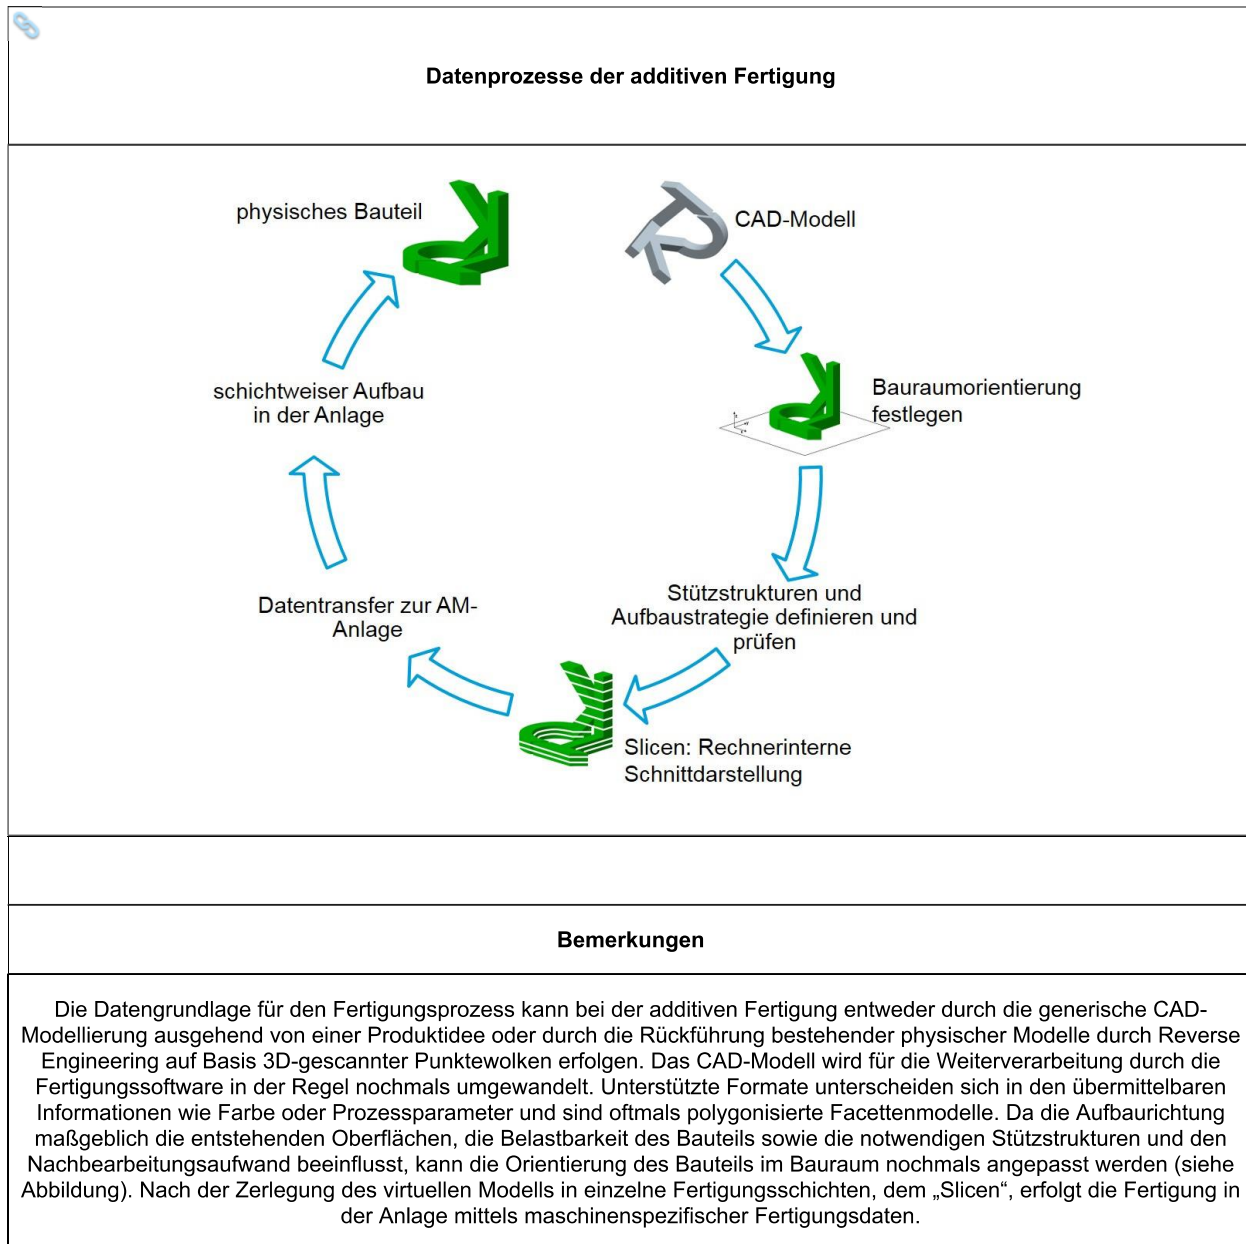 Datenprozesse der additiven Fertigung
physisches Bauteil
CAD-Modell
Bauraumorientierung
festlegen
Stützstrukturen und
Aufbaustrategie definieren und
prüfen
Slicen: Rechnerinterne
Schnittdarstellung
Datentransfer zur AM-
Anlage
schichtweiser Aufbau
in der Anlage
Bemerkungen
Die Datengrundlage für den Fertigungsprozess kann bei der additiven Fertigung entweder durch die generische CAD-
Modellierung ausgehend von einer Produktidee oder durch die Rückführung bestehender physischer Modelle durch Reverse
Engineering auf Basis 3D-gescannter Punktewolken erfolgen. Das CAD-Modell wird für die Weiterverarbeitung durch die
Fertigungssoftware in der Regel nochmals umgewandelt. Unterstützte Formate unterscheiden sich in den übermittelbaren
Informationen wie Farbe oder Prozessparameter und sind oftmals polygonisierte Facettenmodelle. Da die Aufbaurichtung
maßgeblich die entstehenden Oberflächen, die Belastbarkeit des Bauteils sowie die notwendigen Stützstrukturen und den
Nachbearbeitungsaufwand beeinflusst, kann die Orientierung des Bauteils im Bauraum nochmals angepasst werden (siehe
Abbildung). Nach der Zerlegung des virtuellen Modells in einzelne Fertigungsschichten, dem „Slicen“, erfolgt die Fertigung in
der Anlage mittels maschinenspezifischer Fertigungsdaten.